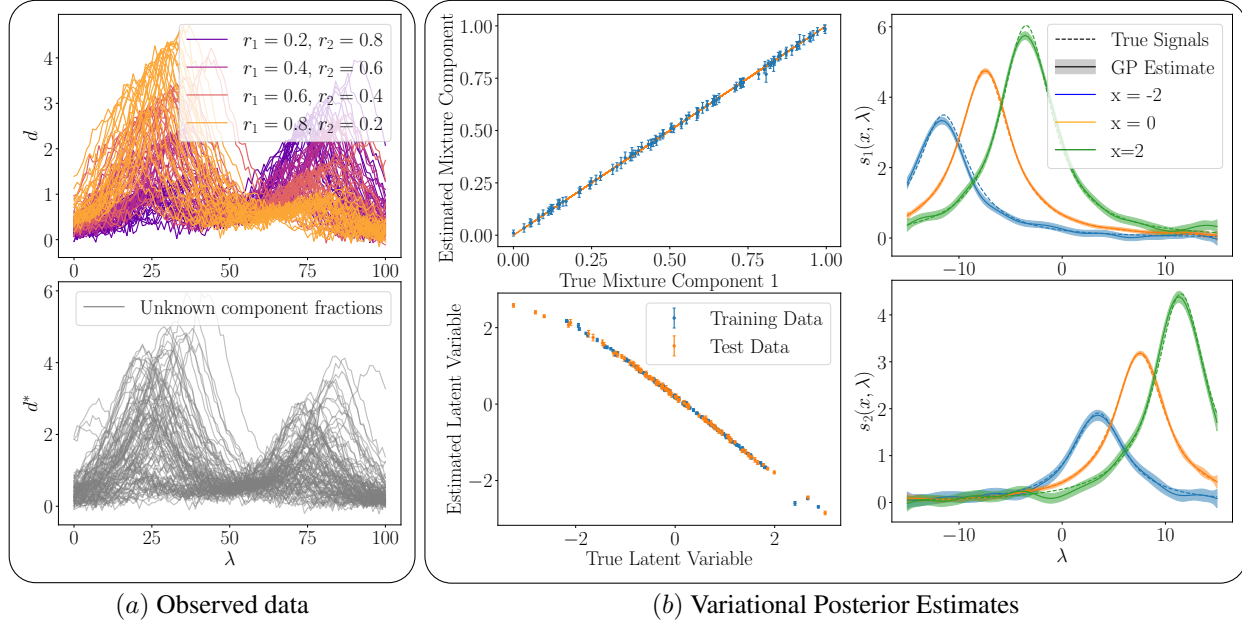 r₁ = 0.2, r₂ = 0.8
r₁ = 0.4, r₂ = 0.6
r₁ = 0.6, r₂ = 0.4
r₁ = 0.8, r₂ = 0.2
d
4
3
2
1
0
0 25 50 75 100
Unknown component fractions
d*
6
4
2
0
0 25 50 75 100
λ
(a) Observed data
Estimated Mixture Component
1.00
0.75
0.50
0.25
0.00
0.00 0.25 0.50 0.75 1.00
True Mixture Component 1
Training Data
Test Data
Estimated Latent Variable
2
0
−2
−2 0 2
True Latent Variable
True Signals
GP Estimate
x = -2
x = 0
x=2
s₁(x, λ)
6
4
2
0
−10 0 10
s₂(x, λ)
4
3
2
1
0
−10 0 10
λ
(b) Variational Posterior Estimates